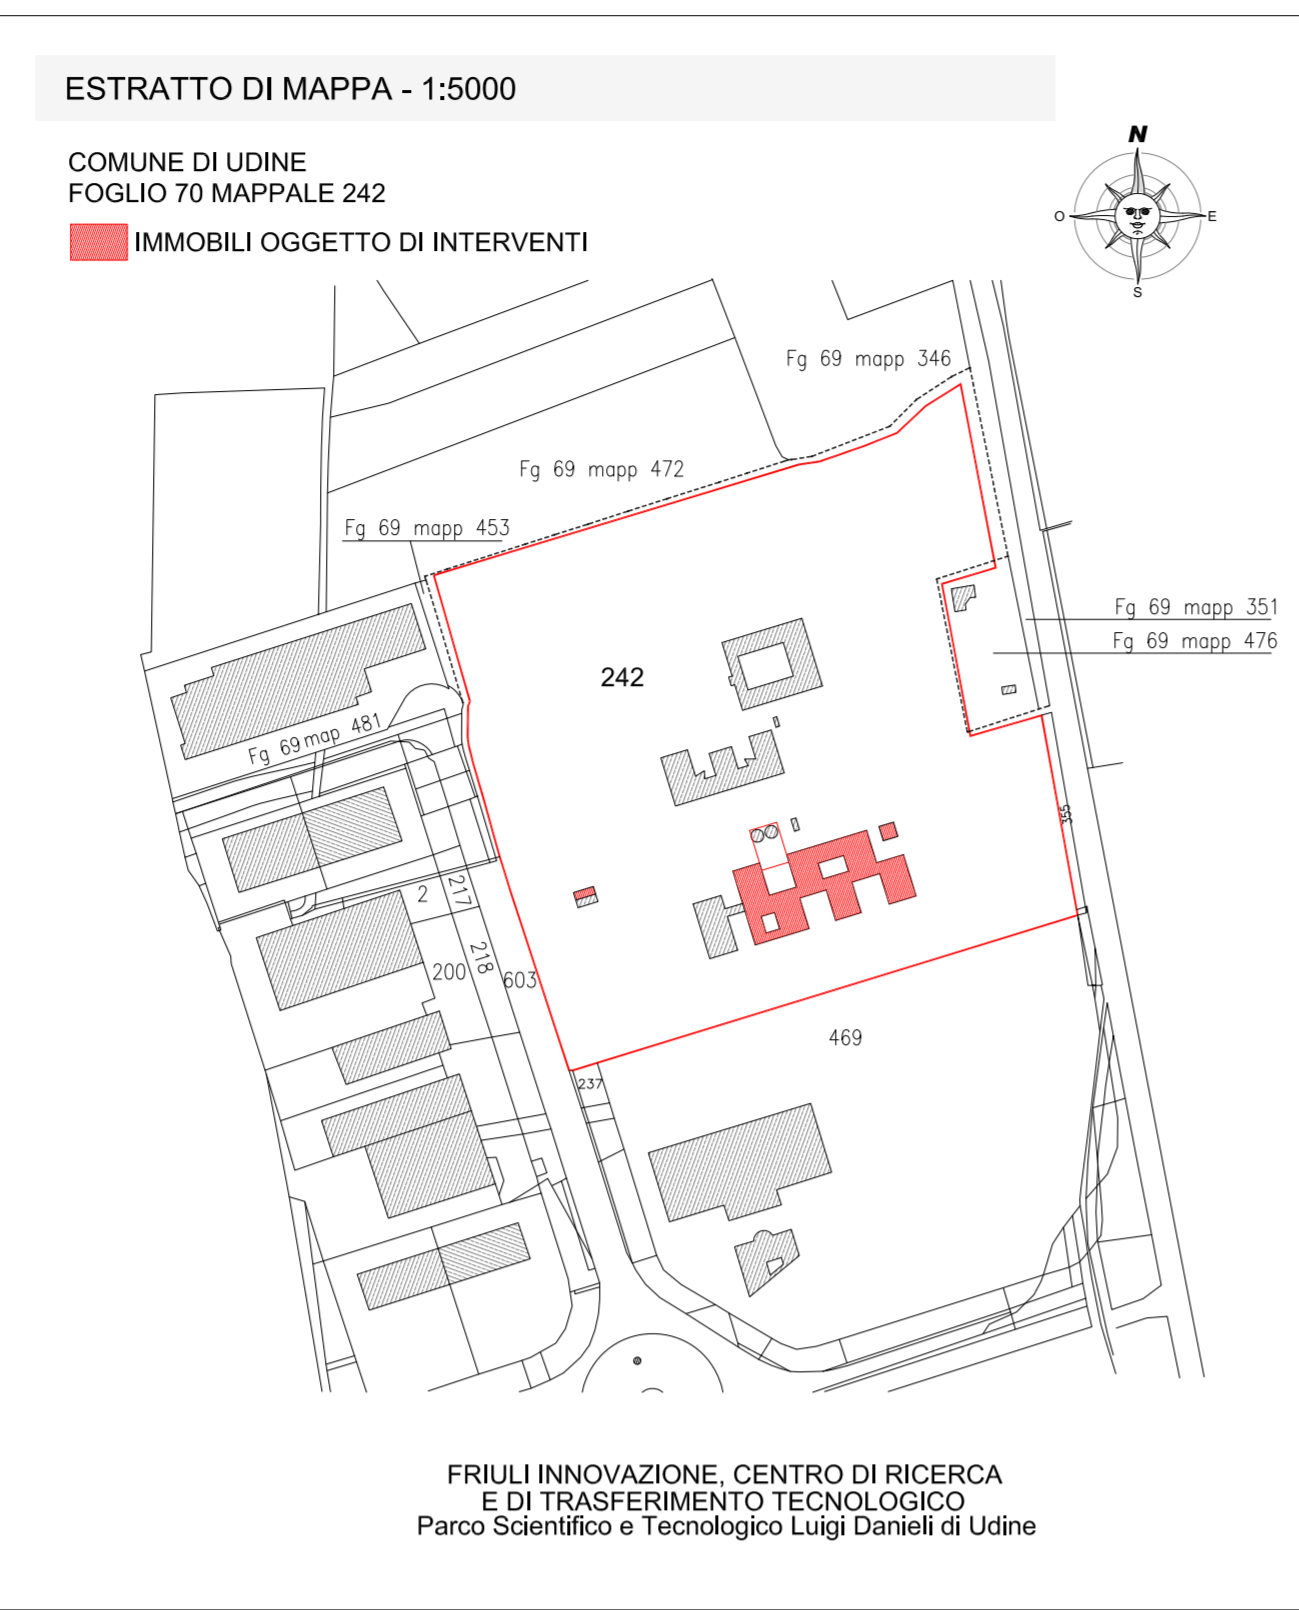 ESTRATTO DI MAPPA - 1:5000
COMUNE DI UDINE
FOGLIO 70 MAPPALE 242
IMMOBILI OGGETTO DI INTERVENTI
N
O
E
S
Fg 69 mapp 346
Fg 69 mapp 472
Fg 69 mapp 453
Fg 69 mapp 351
Fg 69 mapp 476
242
Fg 69 map 481
355
2
217
218
200
603
469
237
FRIULI INNOVAZIONE, CENTRO DI RICERCA
E DI TRASFERIMENTO TECNOLOGICO
Parco Scientifico e Tecnologico Luigi Danieli di Udine